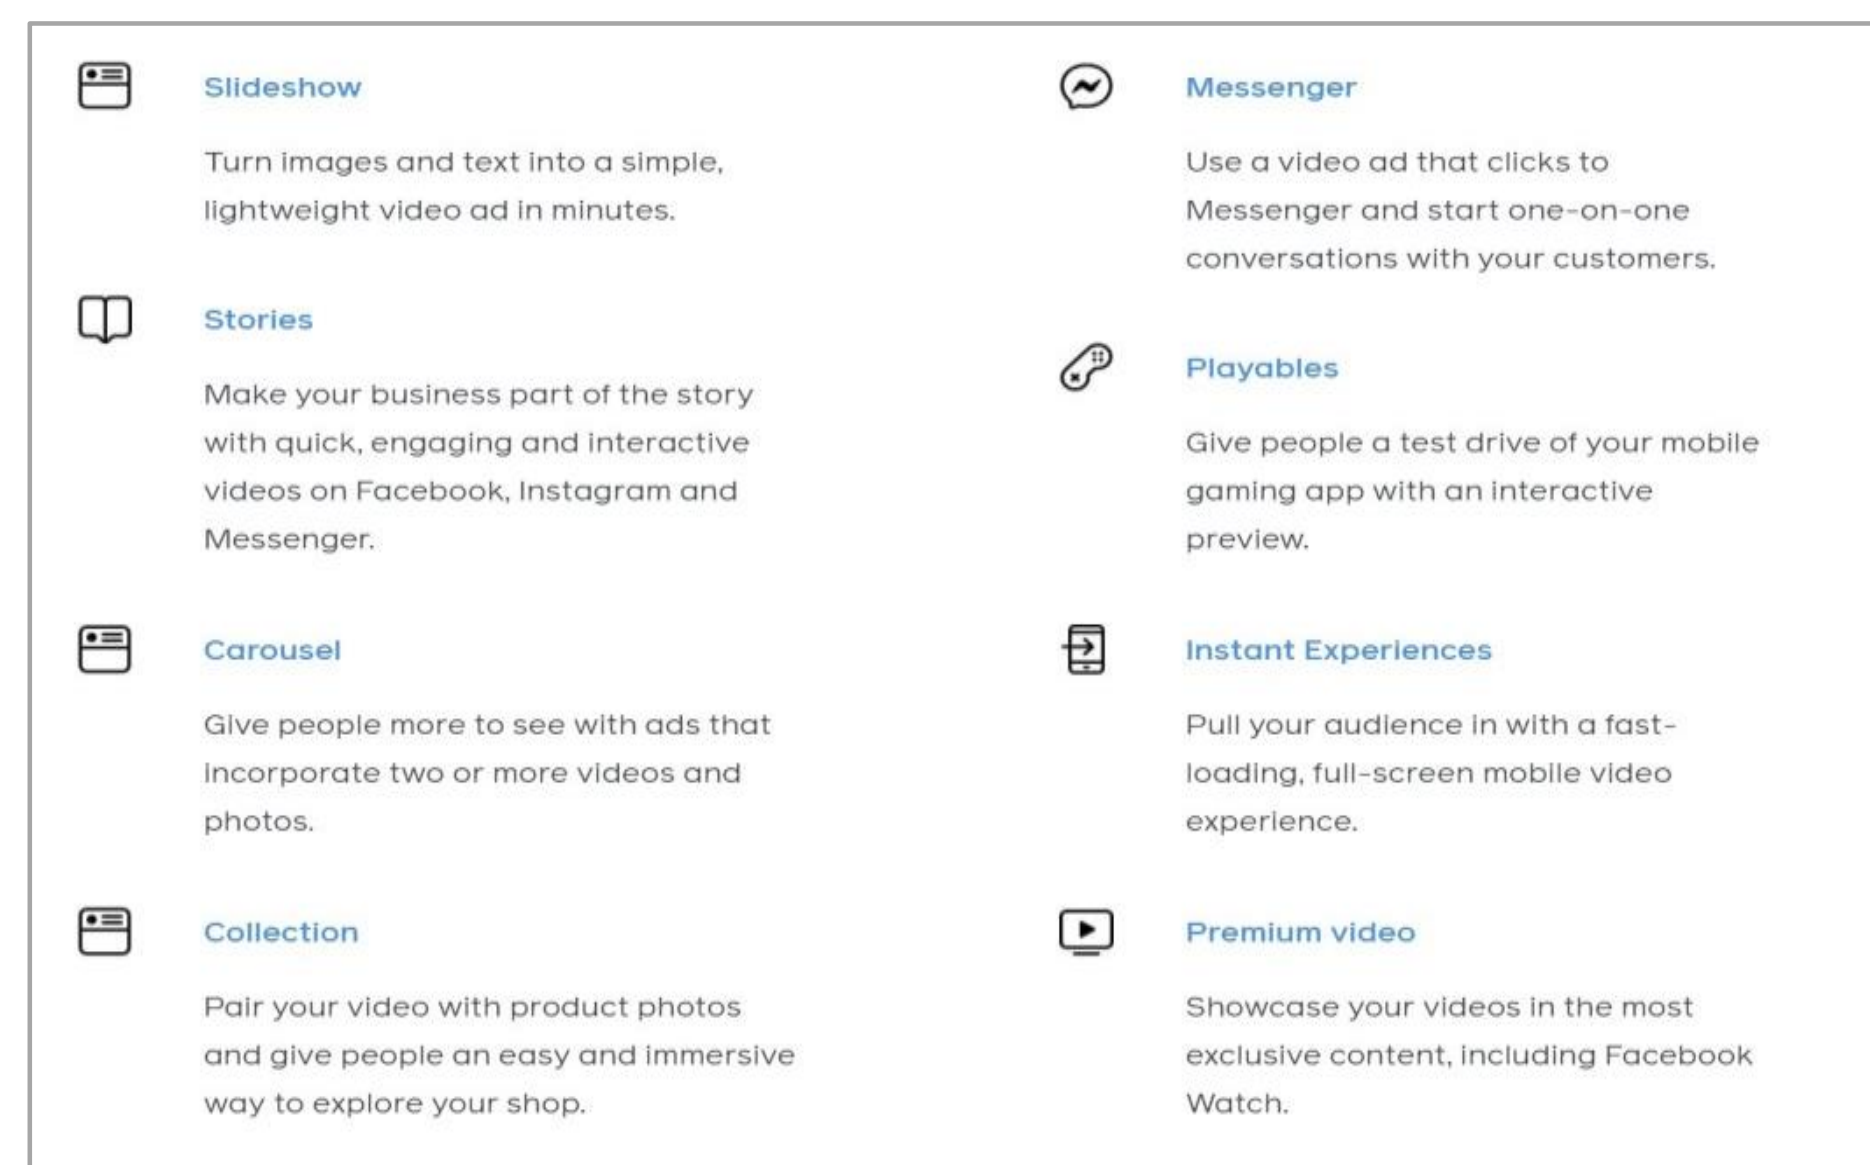 Slideshow
Turn images and text into a simple,
lightweight video ad in minutes.
Stories
Make your business part of the story
with quick, engaging and interactive
videos on Facebook, Instagram and
Messenger.
Carousel
Give people more to see with ads that
incorporate two or more videos and
photos.
Collection
Pair your video with product photos
and give people an easy and immersive
way to explore your shop.
Messenger
Use a video ad that clicks to
Messenger and start one-on-one
conversations with your customers.
Playables
Give people a test drive of your mobile
gaming app with an interactive
preview.
Instant Experiences
Pull your audience in with a fast-
loading, full-screen mobile video
experience.
Premium video
Showcase your videos in the most
exclusive content, including Facebook
Watch.